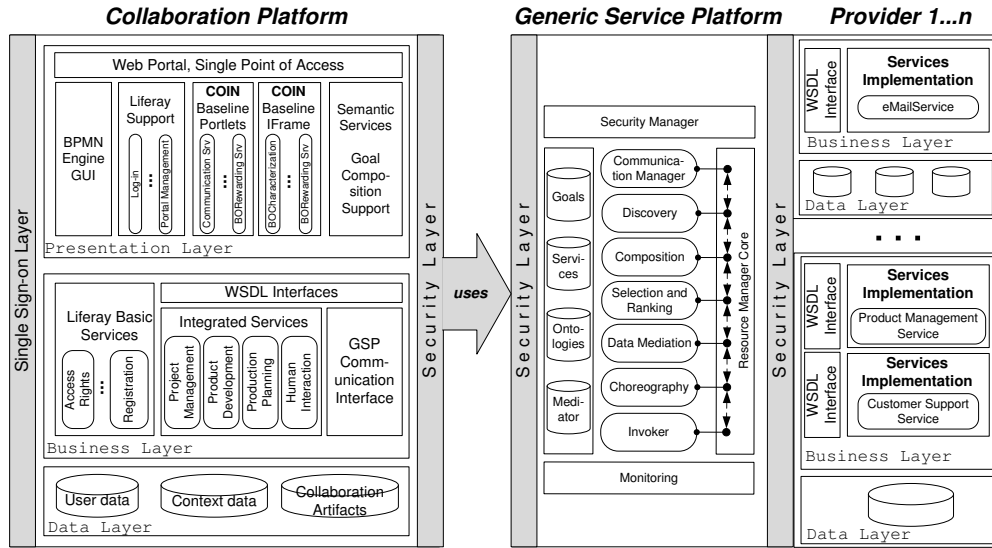 Collaboration Platform
Generic Service Platform
Provider 1...n
Single Sign-on Layer
Web Portal, Single Point of Access
BPMN
Engine
GUI
Liferay
Support
Log-in
...
Portal Management
COIN
Baseline
Portlets
Communication Srv
...
BORewarding Srv
COIN
Baseline
IFrame
BOCharacterization
...
BORewarding Srv
Semantic
Services
Goal
Compo-
sition
Support
Presentation Layer
Liferay Basic
Services
Access
Rights
...
Registration
WSDL Interfaces
Integrated Services
Project
Management
Product
Development
Production
Planning
Human
Interaction
GSP
Comm-
unication
Interface
Business Layer
User data
Context data
Collaboration
Artifacts
Data Layer
Security Layer
uses
Security Layer
Security Manager
Goals
Servi-
ces
Onto-
logies
Medi-
ator
Communica-
tion Manager
Discovery
Composition
Selection and
Ranking
Data Mediation
Choreography
Invoker
Resource Manager Core
Monitoring
Security Layer
WSDL
Interface
Services
Implementation
eMailService
Business Layer
Data Layer
...
WSDL
Interface
Services
Implementation
Product Management
Service
WSDL
Interface
Services
Implementation
Customer Support
Service
Business Layer
Data Layer